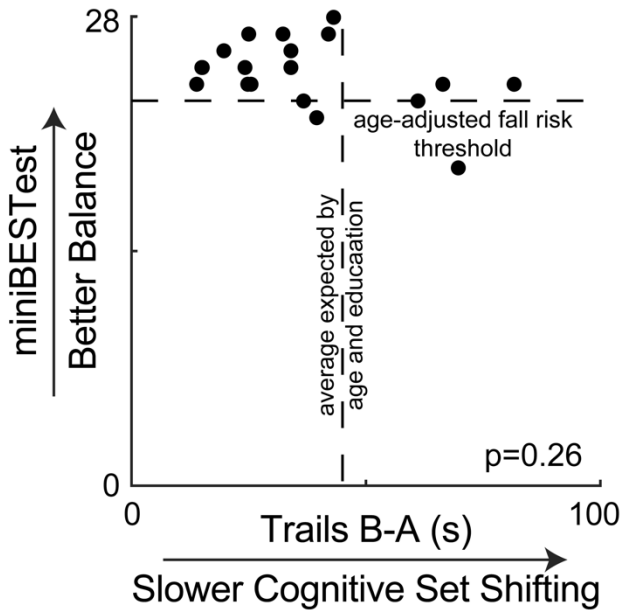 28
miniBESTest
Better Balance
age-adjusted fall risk
threshold
average expected by
age and educaation
p=0.26
0
0
100
Trails B-A (s)
Slower Cognitive Set Shifting